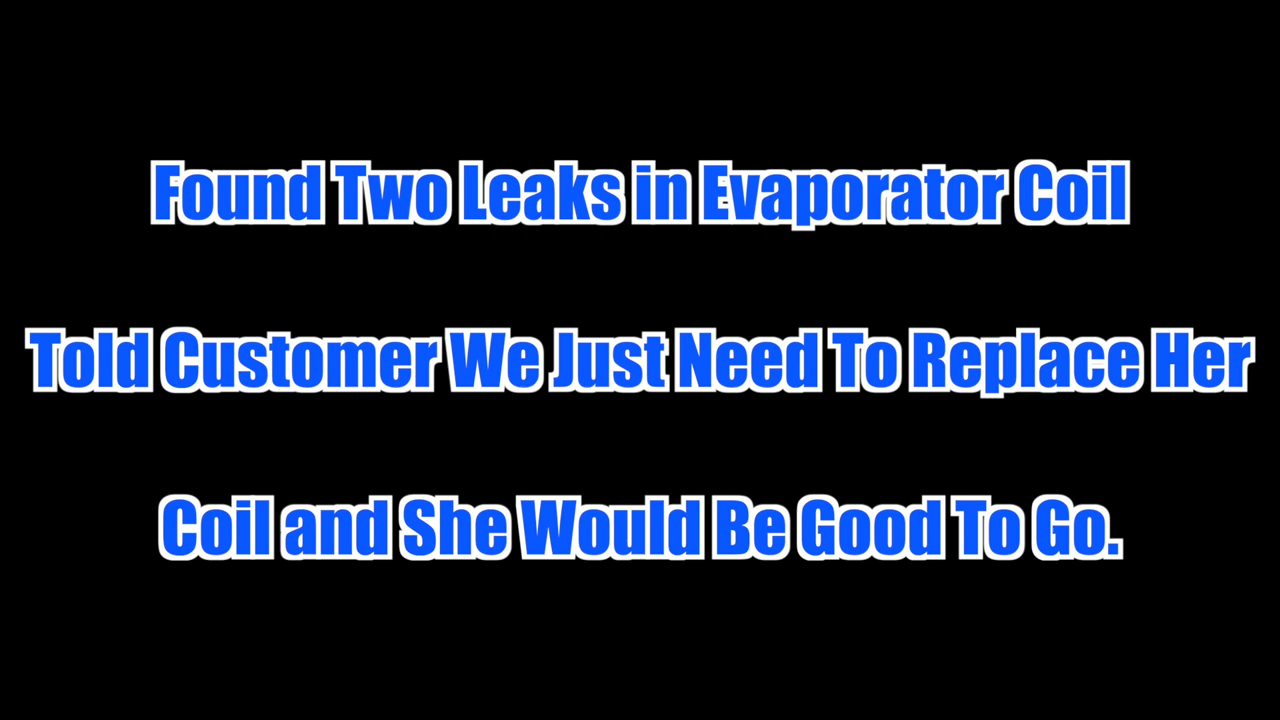 Found Two Leaks in Evaporator Coil
Told Customer We Just Need To Replace Her
Coil and She Would Be Good To Go.